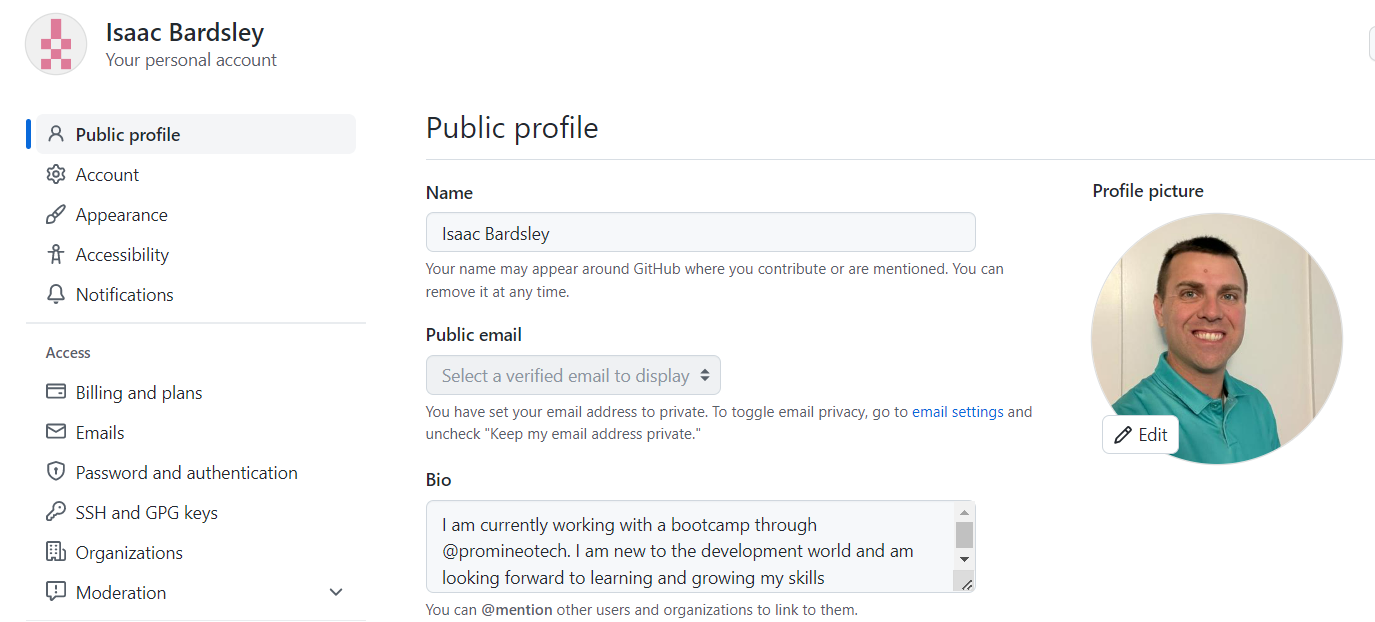 Isaac Bardsley
Your personal account
Public profile
Account
Appearance
Accessibility
Notifications
Access
Billing and plans
Emails
Password and authentication
SSH and GPG keys
Organizations
Moderation
Public profile
Name
Isaac Bardsley
Your name may appear around GitHub where you contribute or are mentioned. You can
remove it at any time.
Public email
Select a verified email to display
You have set your email address to private. To toggle email privacy, go to email settings and
uncheck "Keep my email address private."
Bio
I am currently working with a bootcamp through
@promineotech. I am new to the development world and am
looking forward to learning and growing my skills
You can @mention other users and organizations to link to them.
Profile picture
Edit